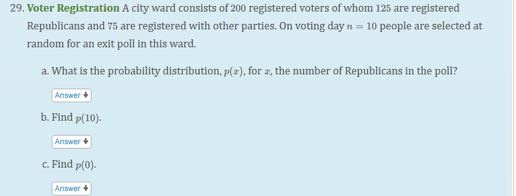 29. Voter Registration A city ward consists of 200 registered voters of whom 125 are registered
Republicans and 75 are registered with other parties. On voting day n = 10 people are selected at
random for an exit poll in this ward.
a. What is the probability distribution, p(x), for x, the number of Republicans in the poll?
Answer
b. Find p(10).
Answer
c. Find p(0).
Answer